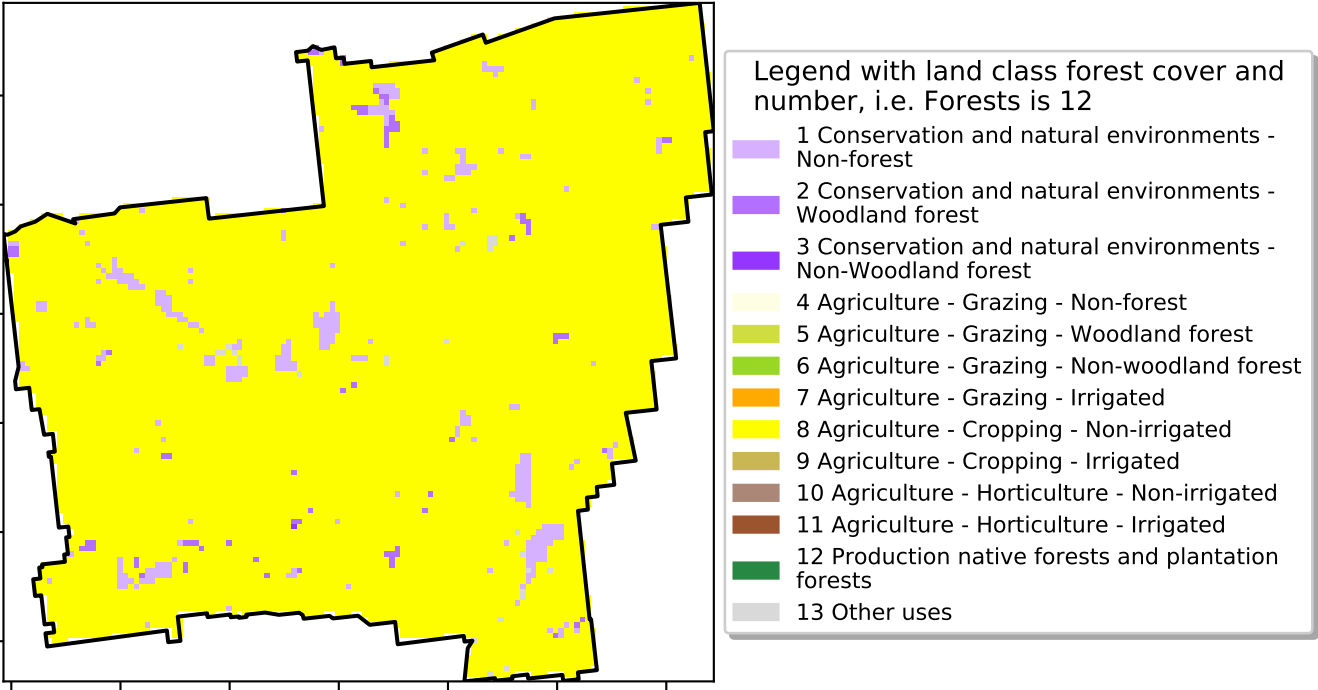 Legend with land class forest cover and
number, i.e. Forests is 12
1 Conservation and natural environments -
Non-forest
2 Conservation and natural environments -
Woodland forest
3 Conservation and natural environments -
Non-Woodland forest
4 Agriculture - Grazing - Non-forest
5 Agriculture - Grazing - Woodland forest
6 Agriculture - Grazing - Non-woodland forest
7 Agriculture - Grazing - Irrigated
8 Agriculture - Cropping - Non-irrigated
9 Agriculture - Cropping - Irrigated
10 Agriculture - Horticulture - Non-irrigated
11 Agriculture - Horticulture - Irrigated
12 Production native forests and plantation
forests
13 Other uses